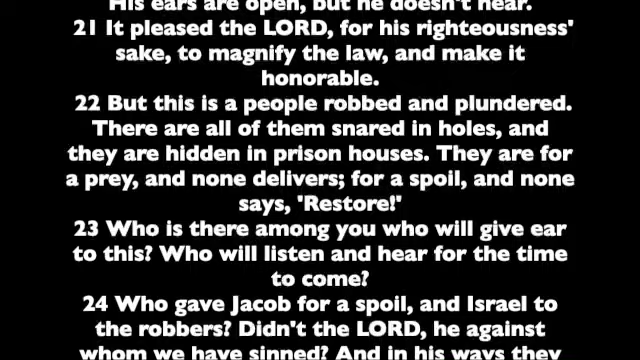 His ears are open, but he doesn't hear.
21 It pleased the LORD, for his righteousness'
sake, to magnify the law, and make it
honorable.
22 But this is a people robbed and plundered.
There are all of them snared in holes, and
they are hidden in prison houses. They are for
a prey, and none delivers; for a spoil, and none
says, 'Restore!'
23 Who is there among you who will give ear
to this? Who will listen and hear for the time
to come?
24 Who gave Jacob for a spoil, and Israel to
the robbers? Didn't the LORD, he against
whom we have sinned? And in his ways they